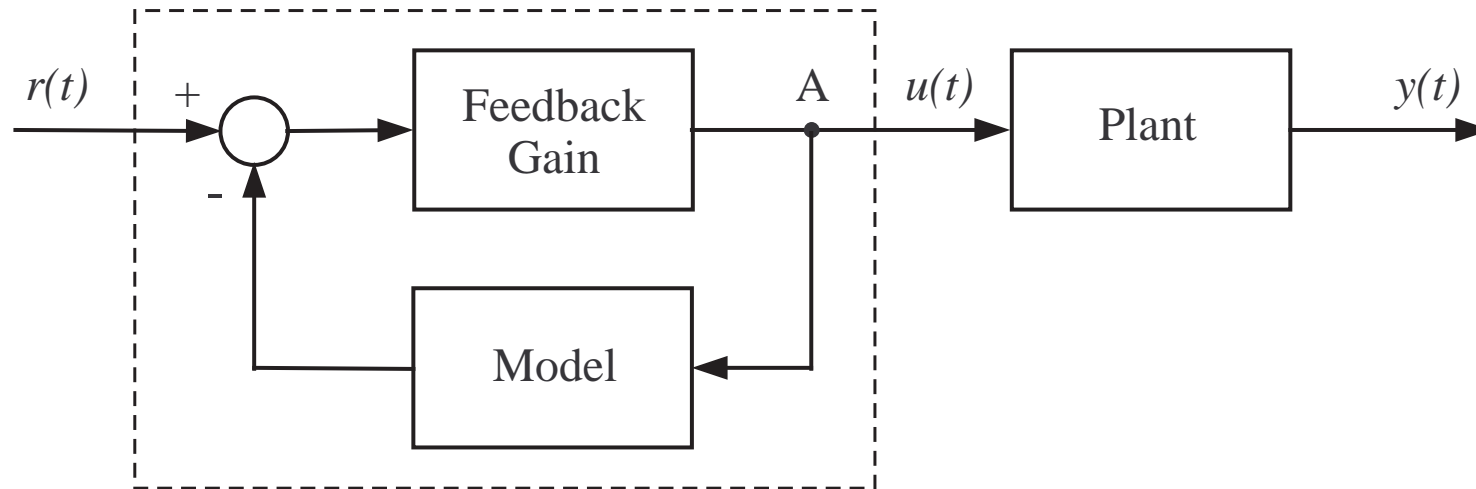 r(t)
+
-
Feedback
Gain
A
u(t)
Plant
y(t)
Model